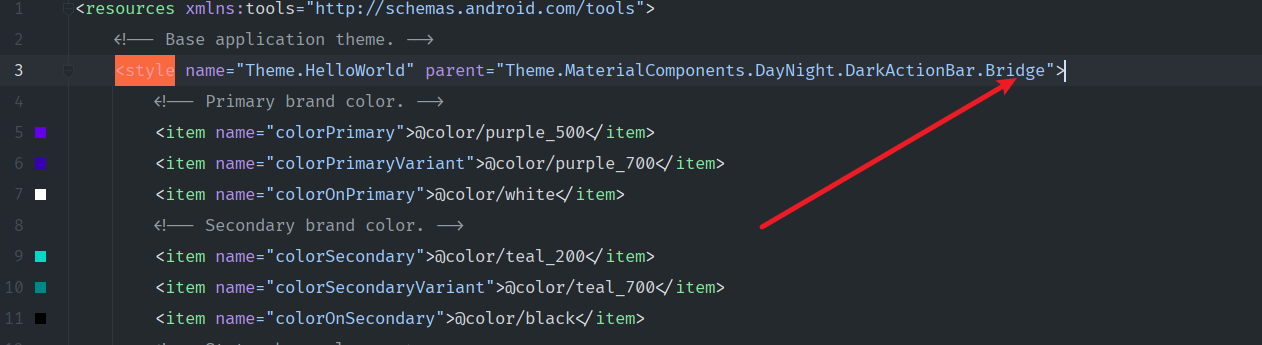 1 <resources xmlns:tools="http://schemas.android.com/tools">
2 <!-- Base application theme. -->
3 <style name="Theme.HelloWorld" parent="Theme.MaterialComponents.DayNight.DarkActionBar.Bridge">
4 <!-- Primary brand color. -->
5 <item name="colorPrimary">@color/purple_500</item>
6 <item name="colorPrimaryVariant">@color/purple_700</item>
7 <item name="colorOnPrimary">@color/white</item>
8 <!-- Secondary brand color. -->
9 <item name="colorSecondary">@color/teal_200</item>
10 <item name="colorSecondaryVariant">@color/teal_700</item>
11 <item name="colorOnSecondary">@color/black</item>